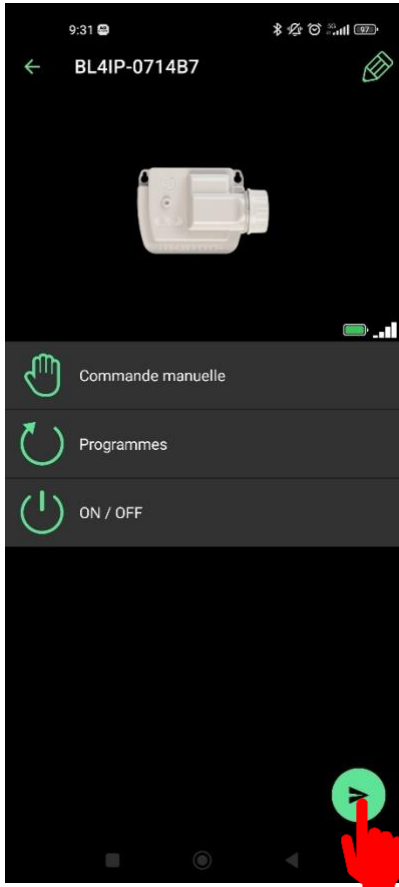 9:31
97
BL4IP-0714B7
Commande manuelle
Programmes
ON / OFF